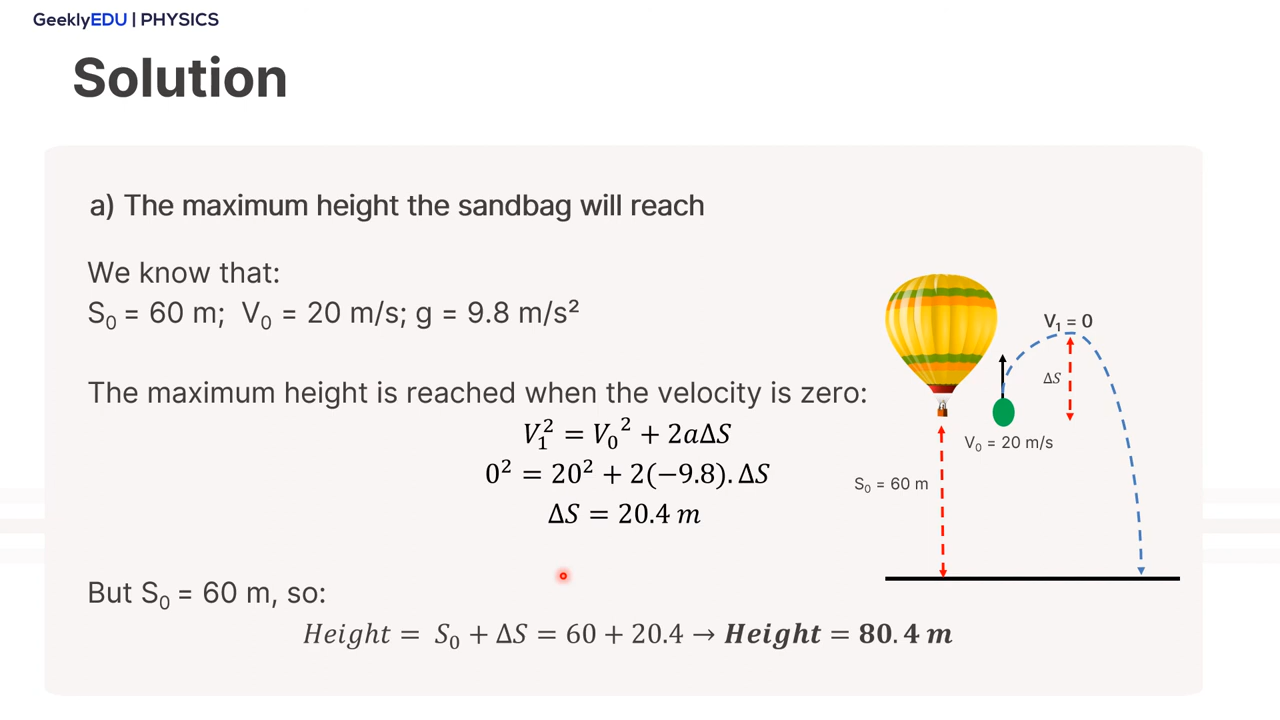 GeeklyEDU | PHYSICS
Solution
a) The maximum height the sandbag will reach
We know that:
S₀ = 60 m; V₀ = 20 m/s; g = 9.8 m/s²
The maximum height is reached when the velocity is zero:
V₁² = V₀² + 2aΔS
0² = 20² + 2(−9.8).ΔS
ΔS = 20.4 m
But S₀ = 60 m, so:
Height = S₀ + ΔS = 60 + 20.4 → Height = 80.4 m
V₁ = 0
ΔS
V₀ = 20 m/s
S₀ = 60 m